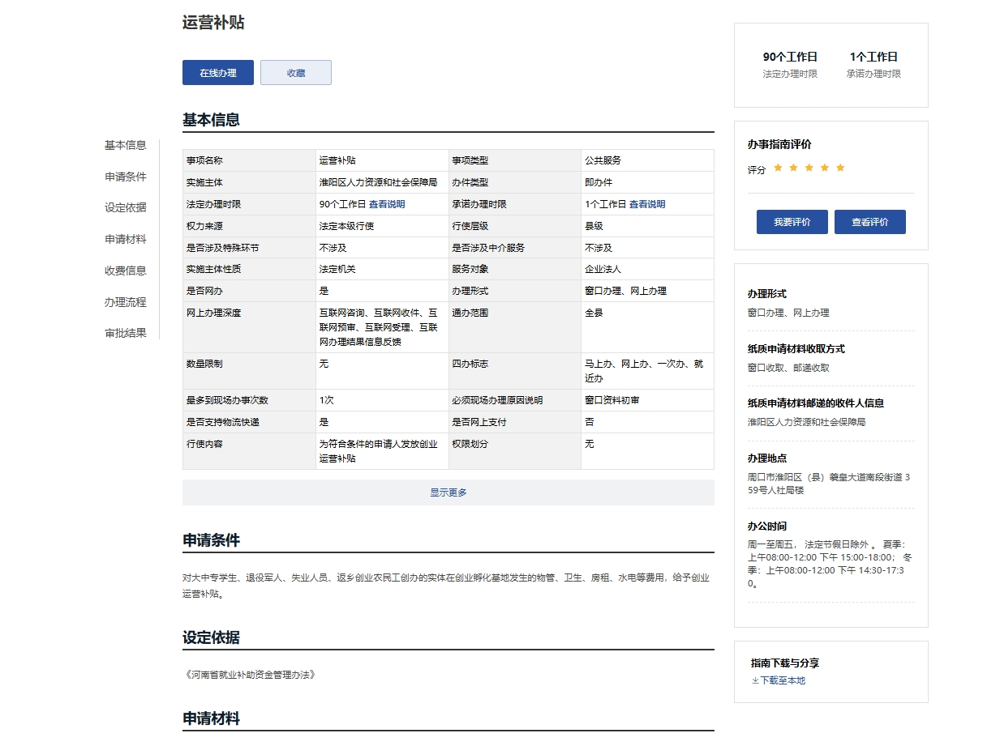 运营补贴
在线办理
收藏
基本信息
申请条件
设定依据
申请材料
收费信息
办理流程
审批结果
基本信息
事项名称 运营补贴 事项类型 公共服务
实施主体 淮阳区人力资源和社会保障局 办件类型 即办件
法定办理时限 90个工作日 查看说明 承诺办理时限 1个工作日 查看说明
权力来源 法定本级行使 行使层级 县级
是否涉及特殊环节 不涉及 是否涉及中介服务 不涉及
实施主体性质 法定机关 服务对象 企业法人
是否网办 是 办理形式 窗口办理、网上办理
网上办理深度 互联网咨询、互联网收件、互 通办范围 全县
联网预审、互联网受理、互联
网办理结果信息反馈
数量限制 无 四办标志 马上办、网上办、一次办、就
近办
最多到现场办事次数 1次 必须现场办理原因说明 窗口资料初审
是否支持物流快递 是 是否网上支付 否
行使内容 为符合条件的申请人发放创业 权限划分 无
运营补贴
显示更多
申请条件
对大中专学生、退役军人、失业人员、返乡创业农民工创办的实体在创业孵化基地发生的物管、卫生、房租、水电等费用，给予创业
运营补贴。
设定依据
《河南省就业补助资金管理办法》
申请材料
90个工作日 1个工作日
法定办理时限 承诺办理时限
办事指南评价
评分
我要评价 查看评价
办理形式
窗口办理、网上办理
纸质申请材料收取方式
窗口收取、邮递收取
纸质申请材料邮递的收件人信息
淮阳区人力资源和社会保障局
办理地点
周口市淮阳区（县）羲皇大道南段街道 3
59号人社局楼
办公时间
周一至周五， 法定节假日除外 。 夏季：
上午08:00-12:00 下午 15:00-18:00； 冬
季：上午08:00-12:00 下午 14:30-17:3
0。
指南下载与分享
下载至本地